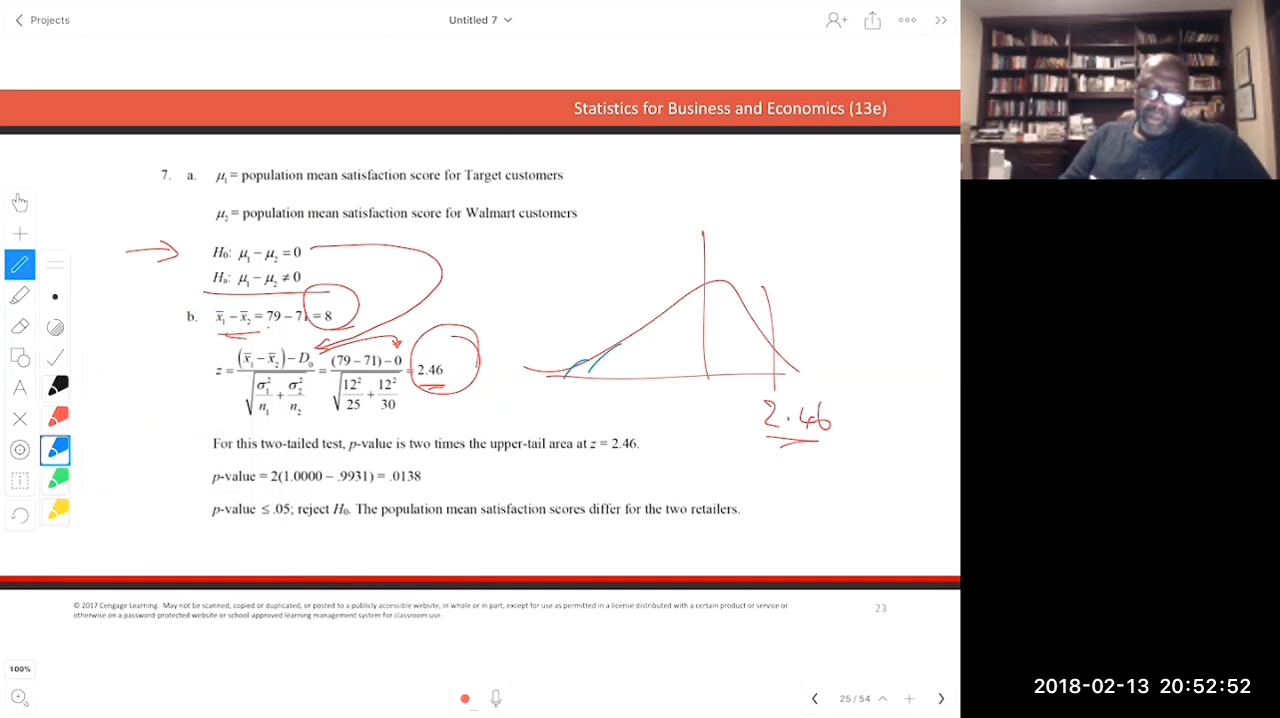 Projects
Untitled 7
Statistics for Business and Economics (13e)
7. a. μ₁ = population mean satisfaction score for Target customers
μ₂ = population mean satisfaction score for Walmart customers
H₀: μ₁ − μ₂ = 0
Hₐ: μ₁ − μ₂ ≠ 0
b. x̄₁ − x̄₂ = 79 − 71 = 8
z = ((x̄₁ − x̄₂) − D₀) / √(σ₁²/n₁ + σ₂²/n₂) = ((79 − 71) − 0) / √(12²/25 + 12²/30) = 2.46
2.46
For this two-tailed test, p-value is two times the upper-tail area at z = 2.46.
p-value = 2(1.0000 − .9931) = .0138
p-value ≤ .05; reject H₀. The population mean satisfaction scores differ for the two retailers.
© 2017 Cengage Learning. May not be scanned, copied or duplicated, or posted to a publicly accessible website, in whole or in part, except for use as permitted in a license distributed with a certain product or service or
otherwise on a password-protected website or school-approved learning management system for classroom use.
23
100%
25 / 54
2018-02-13 20:52:52